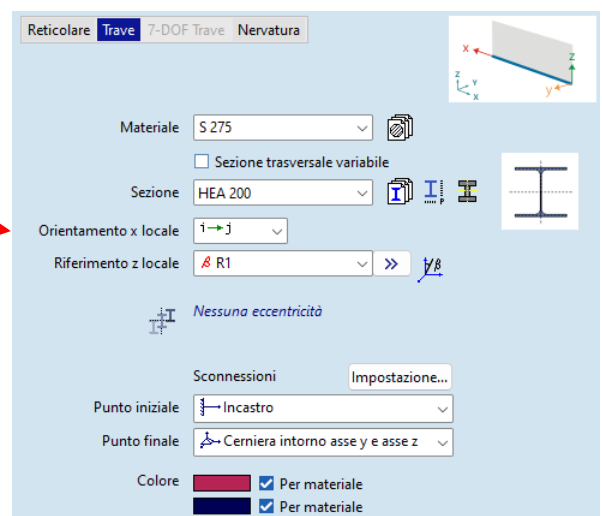 Reticolare Trave 7-DOF Trave Nervatura
x
z
y
z
y
x
Materiale S 275
Sezione trasversale variabile
Sezione HEA 200
Orientamento x locale i→j
Riferimento z locale β R1 »
β
Nessuna eccentricità
Sconnessioni Impostazione...
Punto iniziale Incastro
Punto finale Cerniera intorno asse y e asse z
Colore Per materiale
Per materiale